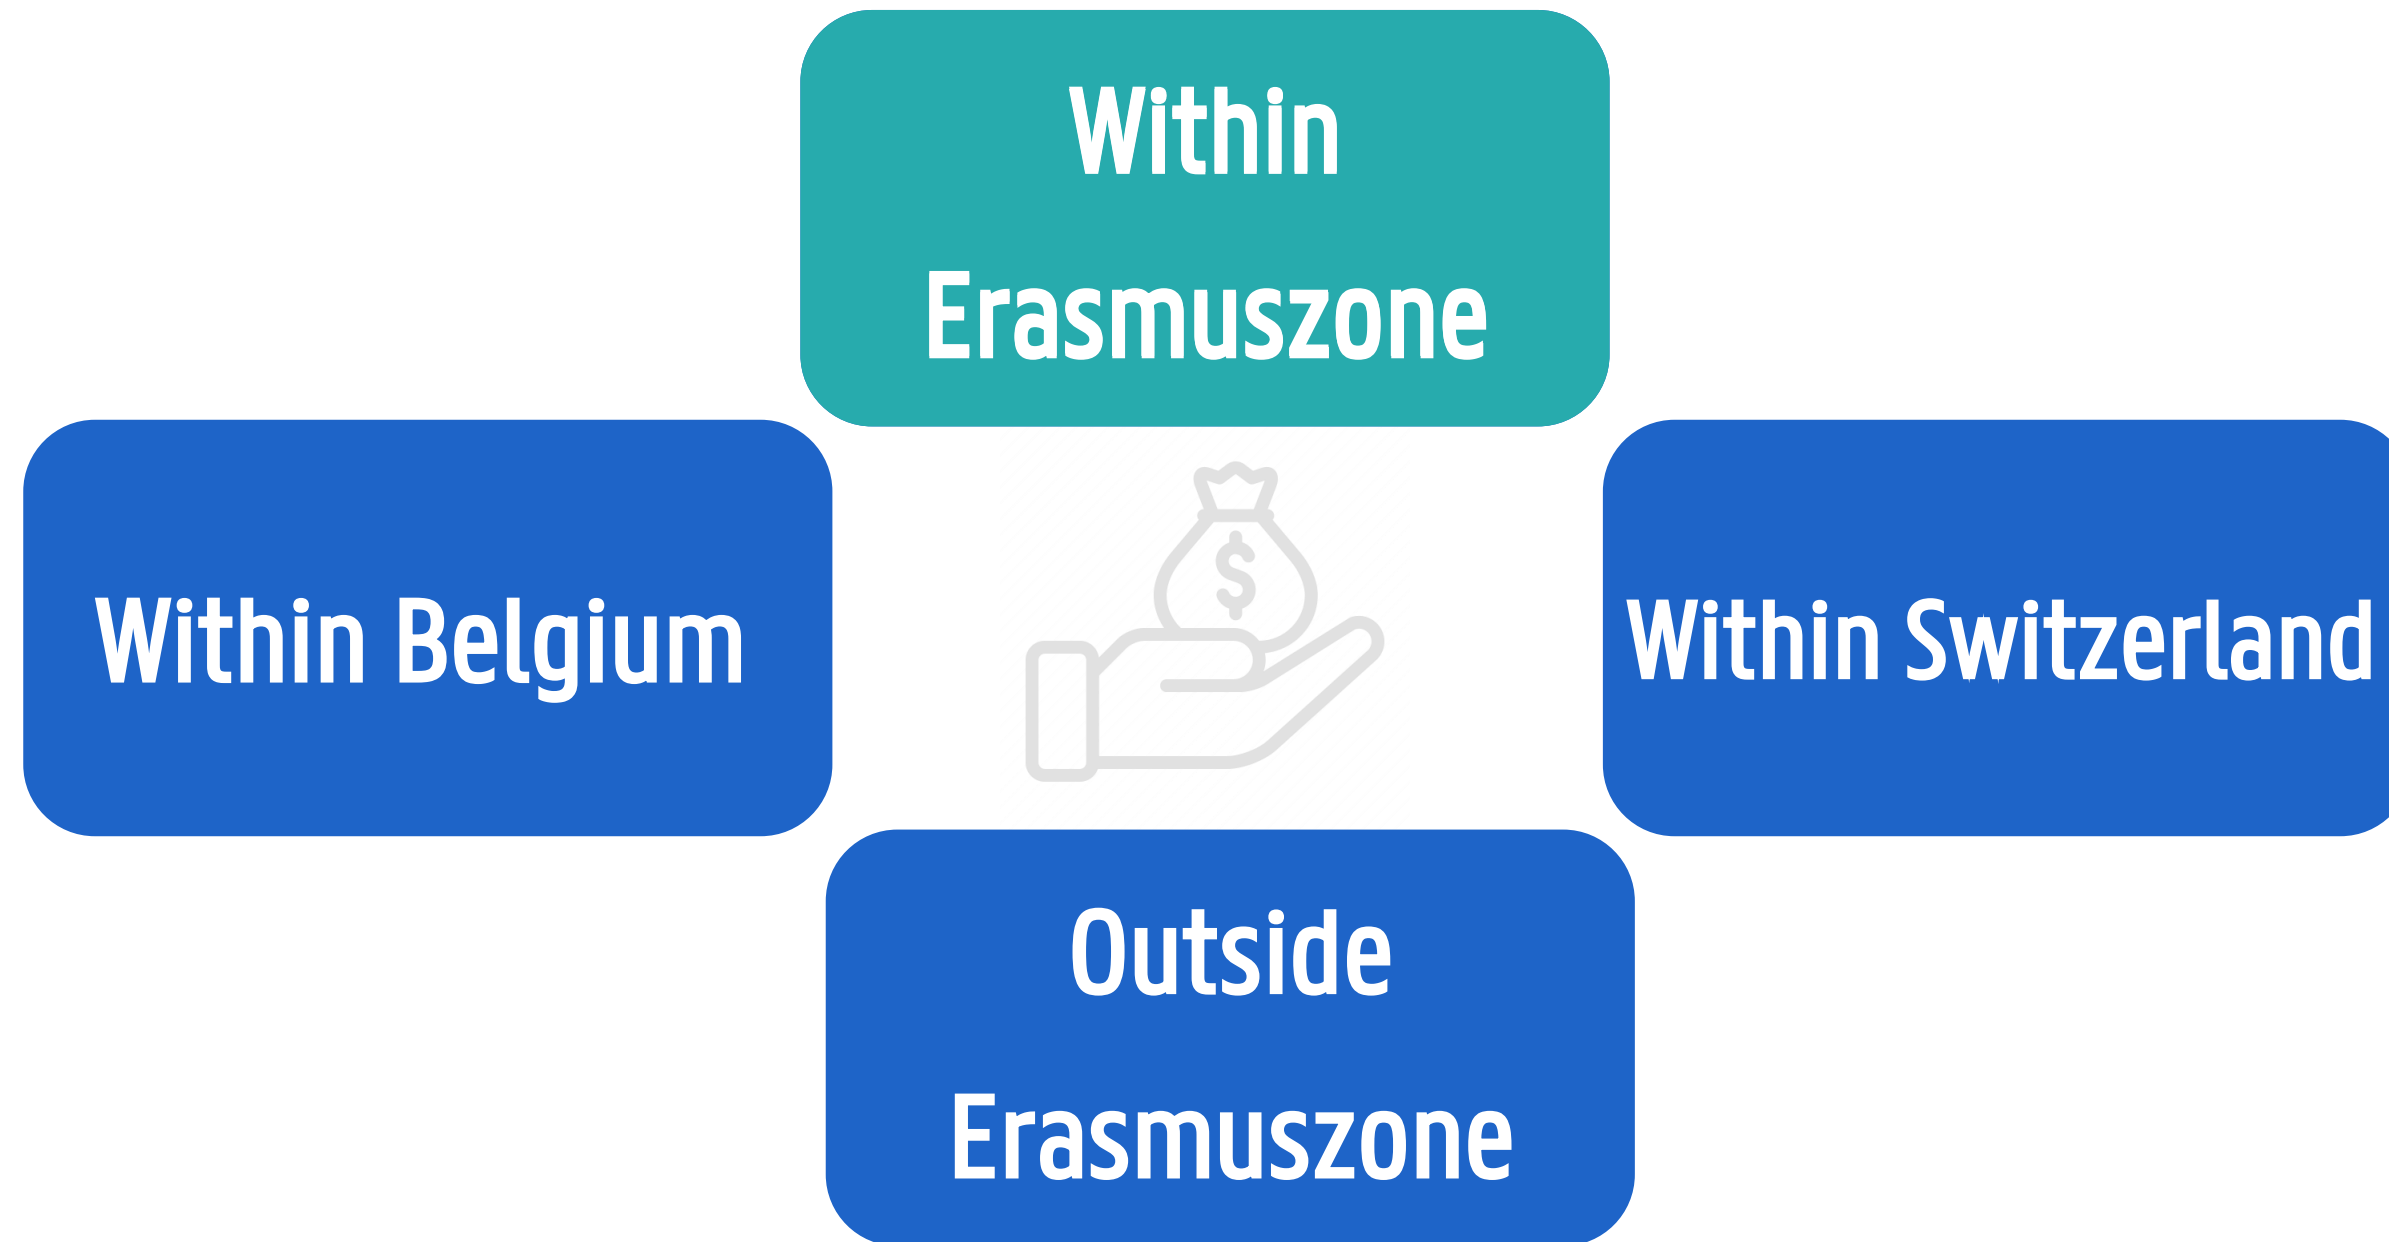 Within
Erasmuszone
Within Belgium
$
Within Switzerland
Outside
Erasmuszone